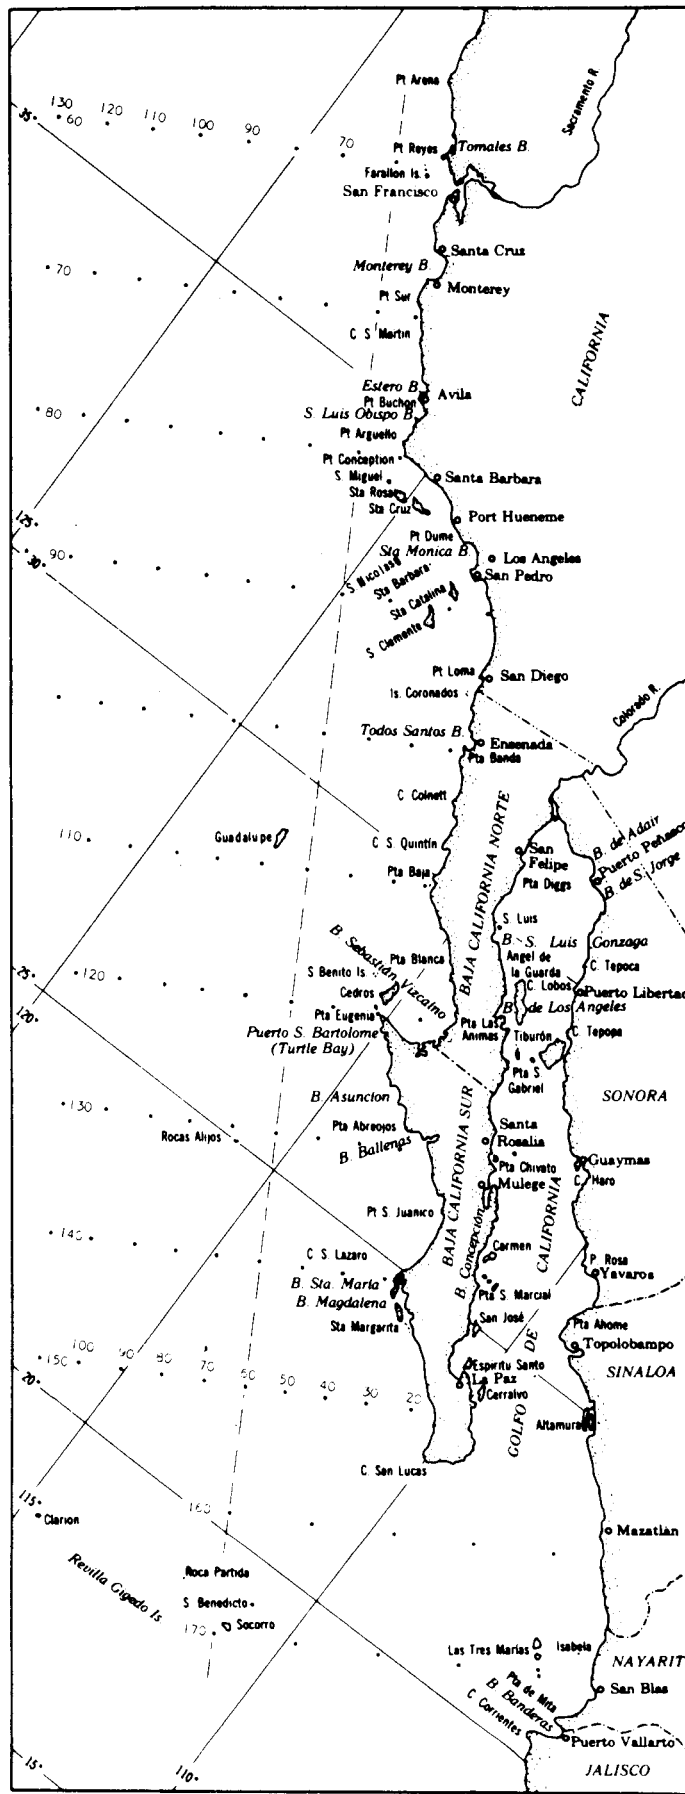 Pt Arena
Sacramento R.
35°
130
120
110
100
90
70
60
Pt Reyes
Tomales B.
Farallon Is.
San Francisco
Santa Cruz
Monterey B.
Monterey
70
Pt Sur
C S Martin
CALIFORNIA
Estero B.
Avila
Pt Buchon
S. Luis Obispo B.
80
Pt Arguello
Pt Conception
S. Miguel
Santa Barbara
Sta Rosa
Sta Cruz
Port Hueneme
125°
Pt Dume
Sta Monica B.
Los Angeles
30°
90
S Nicolas
Sta Barbara
San Pedro
Sta Catalina
S Clemente
Pt Loma
San Diego
Is. Coronados
Colorado R.
Todos Santos B.
Ensenada
Pta Banda
C Colnett
110
Guadalupe
C S. Quintín
San
Felipe
B. de Adair
Puerto Peñasco
B. de S. Jorge
Pta Baja
Pta Diggs
BAJA CALIFORNIA NORTE
S. Luis
B. S. Luis Gonzaga
25°
120
B. Sebastián Vizcaíno
Pta Blanca
Angel de
la Guarda
C. Tepoca
S Benito Is
C. Lobos
Cedros
Puerto Libertad
120°
Pta Eugenia
B. de Los Angeles
Puerto S. Bartolome
(Turtle Bay)
Pta Las
Animas
Tiburón
C Tepopa
Pta S.
Gabriel
B. Asuncion
SONORA
130
Rocas Alijos
Pta Abreojos
B. Ballenas
BAJA CALIFORNIA SUR
Santa
Rosalia
Pta Chivato
Guaymas
C. Haro
Mulege
Pt S. Juanico
B. Concepción
GOLFO DE CALIFORNIA
140
C S. Lazaro
Carmen
P. Rosa
Yavaros
B. Sta. María
Pta S. Marcial
B. Magdalena
Sta Margarita
San José
Pta Ahome
Topolobampo
150
100
90
80
70
60
50
40
30
20
20°
Espiritu Santo
La Paz
Cerralvo
SINALOA
Altamura
C. San Lucas
115°
Clarion
160
Mazatlán
Revilla Gigedo Is
Roca Partida
S Benedicto
Socorro
170
Las Tres Marias
Isabela
NAYARIT
Pta de Mita
San Blas
B. Banderas
C Corrientes
Puerto Vallarto
15°
110°
JALISCO